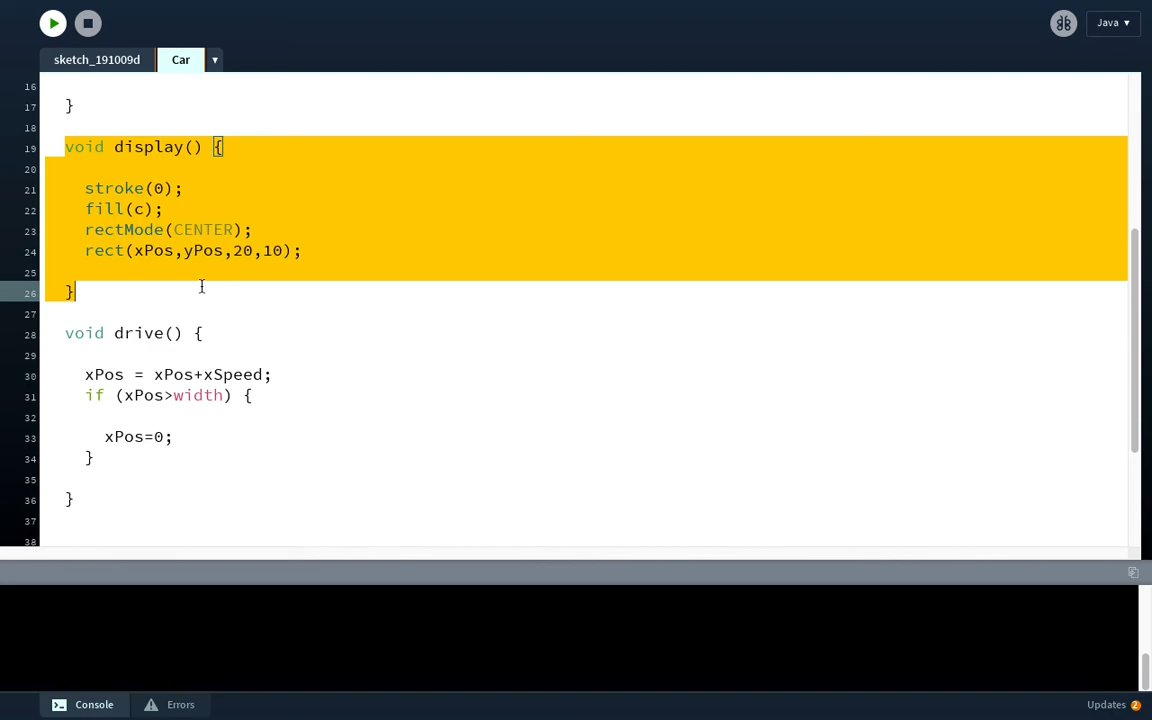 Java ▾
sketch_191009d Car ▾
16
17 }
18
19 void display() {
20
21 stroke(0);
22 fill(c);
23 rectMode(CENTER);
24 rect(xPos,yPos,20,10);
25
26 }
27
28 void drive() {
29
30 xPos = xPos+xSpeed;
31 if (xPos>width) {
32
33 xPos=0;
34 }
35
36 }
37
38
Console Errors Updates 2